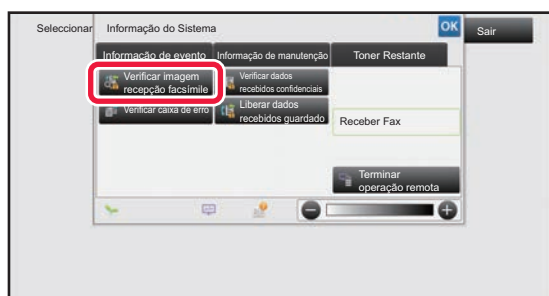 Seleccionar
Informação do Sistema
OK
Sair
Informação de evento
Informação de manutenção
Toner Restante
Verificar imagem
recepção facsímile
Verificar dados
recebidos confidenciais
Verificar caixa de erro
Liberar dados
recebidos guardado
Receber Fax
Terminar
operação remota